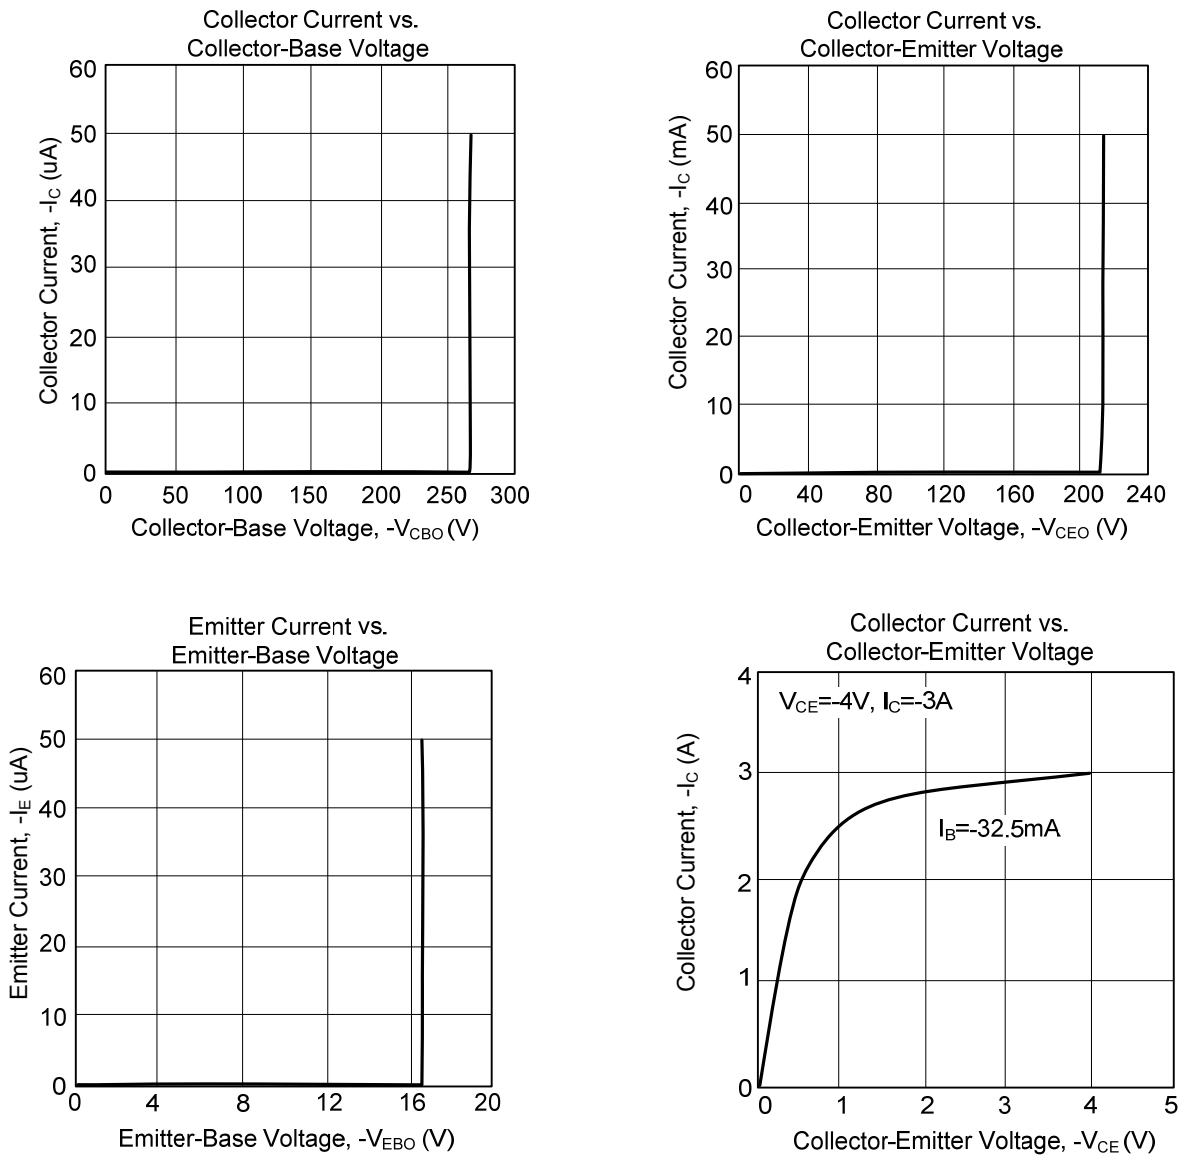 Collector Current vs.
Collector-Base Voltage
60
50
40
30
20
10
0
Collector Current, -IC (uA)
0 50 100 150 200 250 300
Collector-Base Voltage, -VCBO (V)
Collector Current vs.
Collector-Emitter Voltage
60
50
40
30
20
10
0
Collector Current, -IC (mA)
0 40 80 120 160 200 240
Collector-Emitter Voltage, -VCEO (V)
Emitter Current vs.
Emitter-Base Voltage
60
50
40
30
20
10
0
Emitter Current, -IE (uA)
0 4 8 12 16 20
Emitter-Base Voltage, -VEBO (V)
Collector Current vs.
Collector-Emitter Voltage
4
3
2
1
0
Collector Current, -IC (A)
VCE=-4V, IC=-3A
IB=-32.5mA
0 1 2 3 4 5
Collector-Emitter Voltage, -VCE (V)